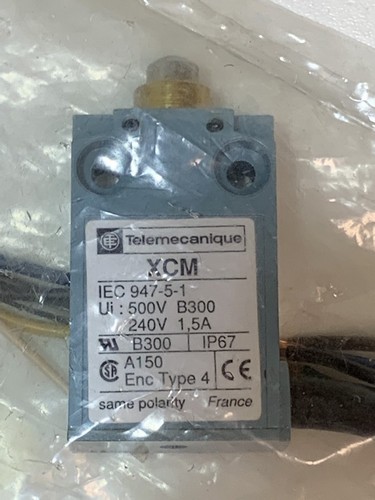 Telemecanique
XCM
IEC 947-5-1
Ui : 500V B300
240V 1,5A
B300 IP67
A150
Enc Type 4
same polarity France